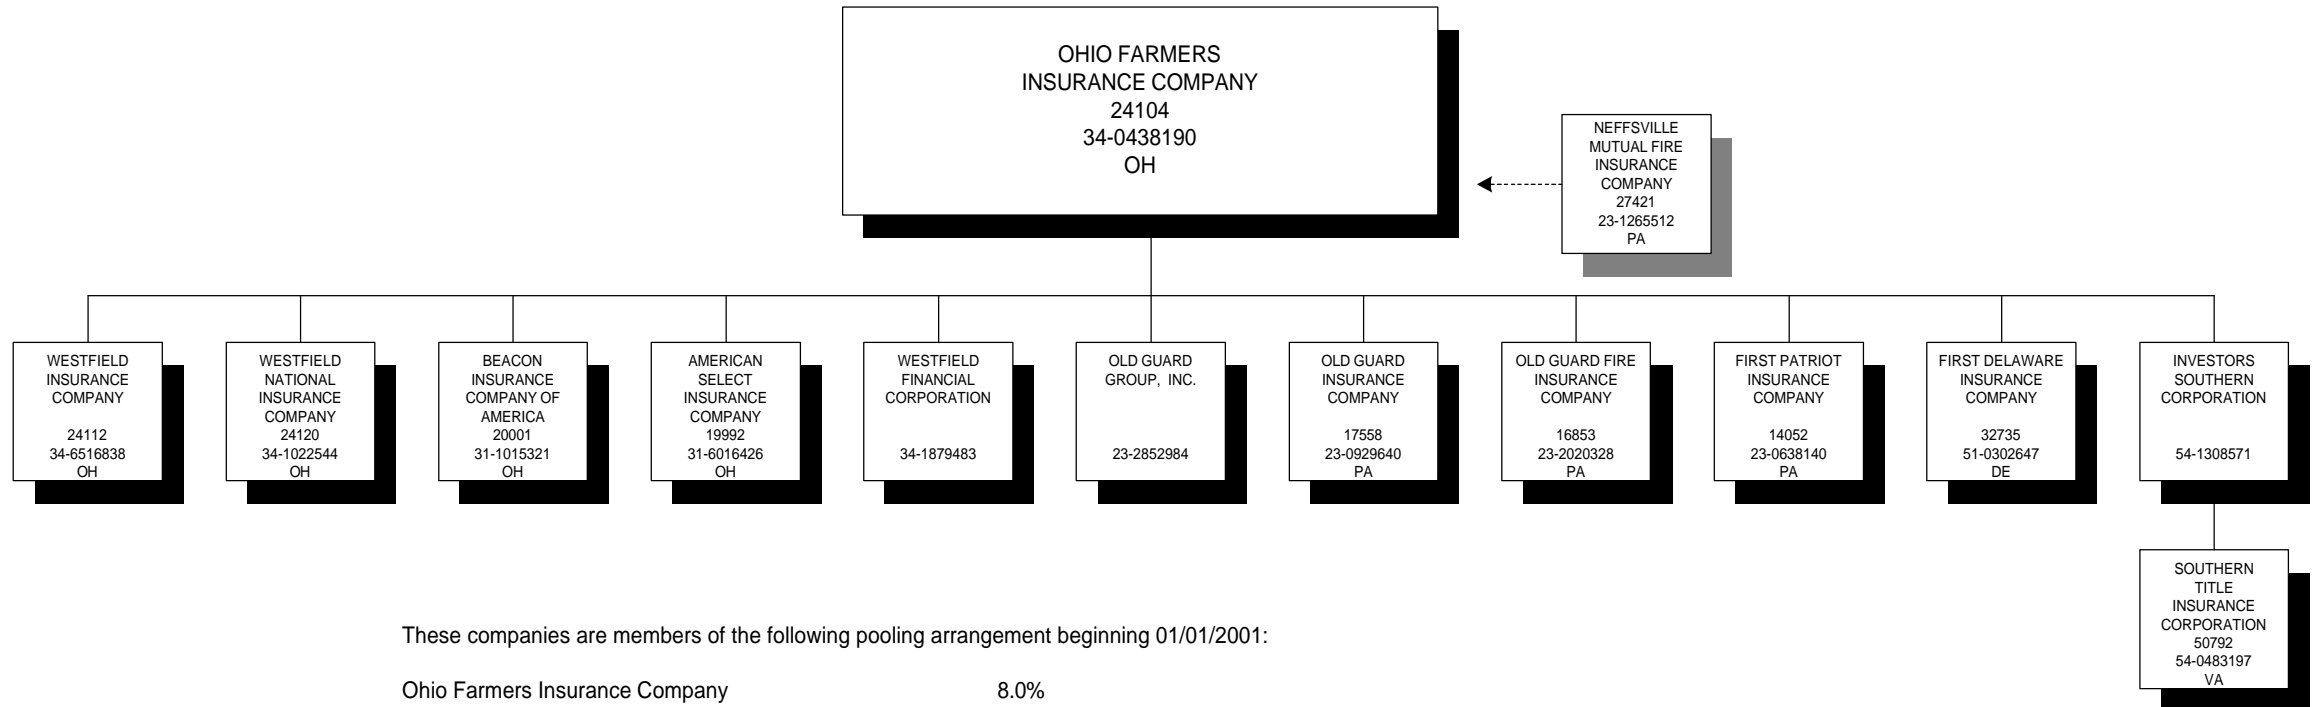 OHIO FARMERS
INSURANCE COMPANY
24104
34-0438190
OH
NEFFSVILLE
MUTUAL FIRE
INSURANCE
COMPANY
27421
23-1265512
PA
WESTFIELD
INSURANCE
COMPANY
24112
34-6516838
OH
WESTFIELD
NATIONAL
INSURANCE
COMPANY
24120
34-1022544
OH
BEACON
INSURANCE
COMPANY OF
AMERICA
20001
31-1015321
OH
AMERICAN
SELECT
INSURANCE
COMPANY
19992
31-6016426
OH
WESTFIELD
FINANCIAL
CORPORATION
34-1879483
OLD GUARD
GROUP, INC.
23-2852984
OLD GUARD
INSURANCE
COMPANY
17558
23-0929640
PA
OLD GUARD FIRE
INSURANCE
COMPANY
16853
23-2020328
PA
FIRST PATRIOT
INSURANCE
COMPANY
14052
23-0638140
PA
FIRST DELAWARE
INSURANCE
COMPANY
32735
51-0302647
DE
INVESTORS
SOUTHERN
CORPORATION
54-1308571
SOUTHERN
TITLE
INSURANCE
CORPORATION
50792
54-0483197
VA
These companies are members of the following pooling arrangement beginning 01/01/2001:
Ohio Farmers Insurance Company 8.0%